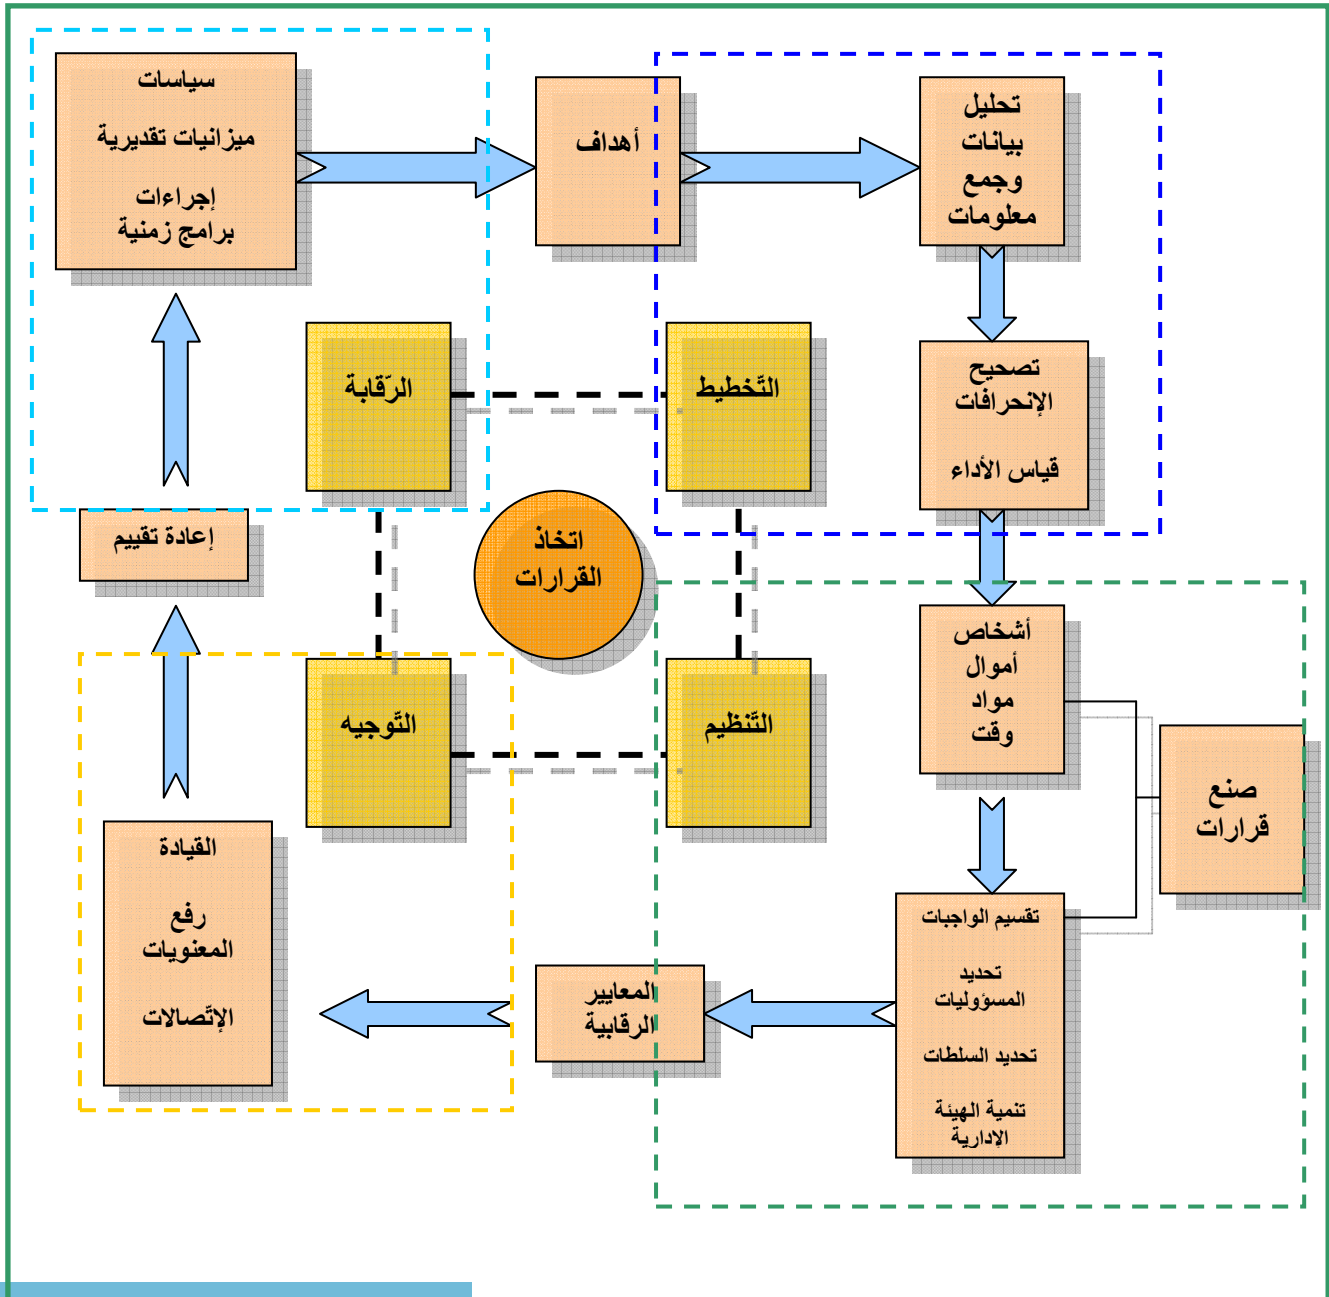 سياسات
ميزانيات تقديرية
إجراءات
برامج زمنية
أهداف
تحليل
بيانات
وجمع
معلومات
الرّقابة
التّخطيط
تصحيح
الإنحرافات
قياس الأداء
إعادة تقييم
اتخاذ
القرارات
أشخاص
أموال
مواد
وقت
التّوجيه
التّنظيم
صنع
قرارات
القيادة
رفع
المعنويات
الإتّصالات
المعايير
الرقابية
تقسيم الواجبات
تحديد
المسؤوليات
تحديد السلطات
تنمية الهيئة
الإدارية